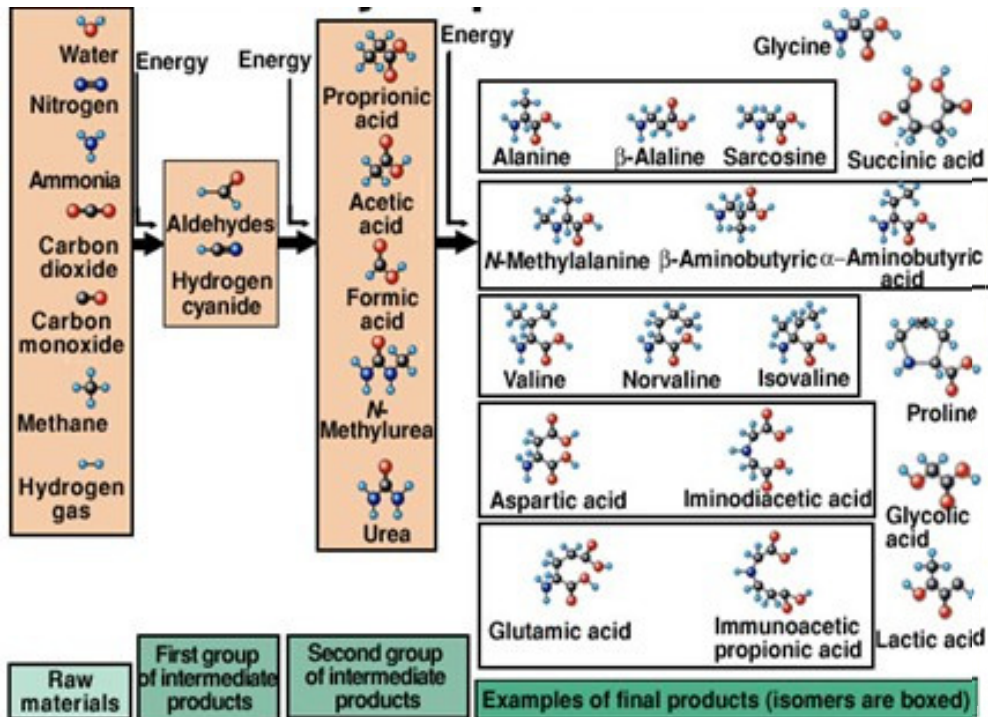 Water
Nitrogen
Ammonia
Carbon
dioxide
Carbon
monoxide
Methane
Hydrogen
gas
Energy
Aldehydes
Hydrogen
cyanide
Energy
Proprionic
acid
Acetic
acid
Formic
acid
N-
Methylurea
Urea
Energy
Glycine
Alanine
β-Alaline
Sarcosine
Succinic acid
N-Methylalanine
β-Aminobutyric
α-Aminobutyric
acid
Valine
Norvaline
Isovaline
Proline
Aspartic acid
Iminodiacetic acid
Glycolic
acid
Glutamic acid
Immunoacetic
propionic acid
Lactic acid
Raw
materials
First group
of intermediate
products
Second group
of intermediate
products
Examples of final products (isomers are boxed)